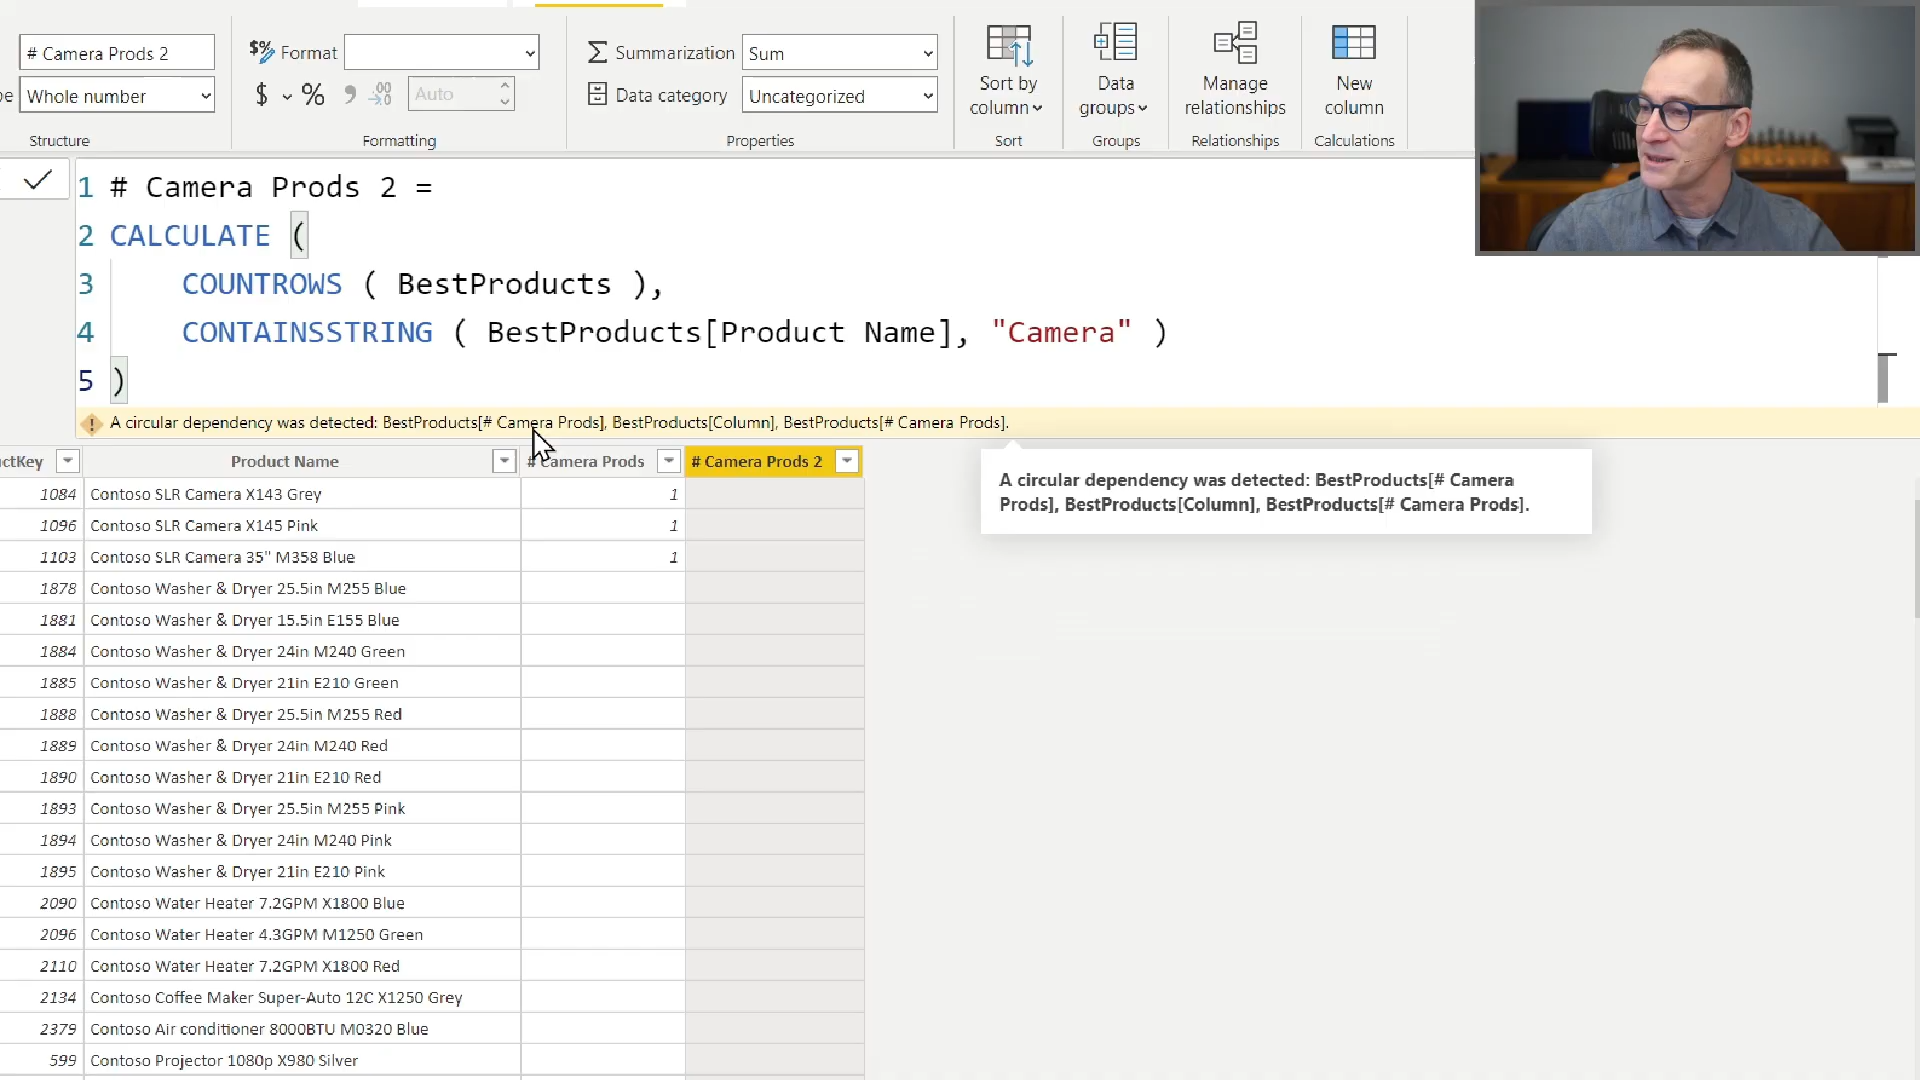 # Camera Prods 2
Format
Summarization
Sum
Whole number
$ %
Auto
Data category
Uncategorized
Sort by
column
Data
groups
Manage
relationships
New
column
Structure
Formatting
Properties
Sort
Groups
Relationships
Calculations
1 # Camera Prods 2 =
2 CALCULATE (
3 COUNTROWS ( BestProducts ),
4 CONTAINSSTRING ( BestProducts[Product Name], "Camera" )
5 )
A circular dependency was detected: BestProducts[# Camera Prods], BestProducts[Column], BestProducts[# Camera Prods].
ctKey Product Name # Camera Prods # Camera Prods 2
A circular dependency was detected: BestProducts[# Camera
Prods], BestProducts[Column], BestProducts[# Camera Prods].
1084 Contoso SLR Camera X143 Grey 1
1096 Contoso SLR Camera X145 Pink 1
1103 Contoso SLR Camera 35" M358 Blue 1
1878 Contoso Washer & Dryer 25.5in M255 Blue
1881 Contoso Washer & Dryer 15.5in E155 Blue
1884 Contoso Washer & Dryer 24in M240 Green
1885 Contoso Washer & Dryer 21in E210 Green
1888 Contoso Washer & Dryer 25.5in M255 Red
1889 Contoso Washer & Dryer 24in M240 Red
1890 Contoso Washer & Dryer 21in E210 Red
1893 Contoso Washer & Dryer 25.5in M255 Pink
1894 Contoso Washer & Dryer 24in M240 Pink
1895 Contoso Washer & Dryer 21in E210 Pink
2090 Contoso Water Heater 7.2GPM X1800 Blue
2096 Contoso Water Heater 4.3GPM M1250 Green
2110 Contoso Water Heater 7.2GPM X1800 Red
2134 Contoso Coffee Maker Super-Auto 12C X1250 Grey
2379 Contoso Air conditioner 8000BTU M0320 Blue
599 Contoso Projector 1080p X980 Silver